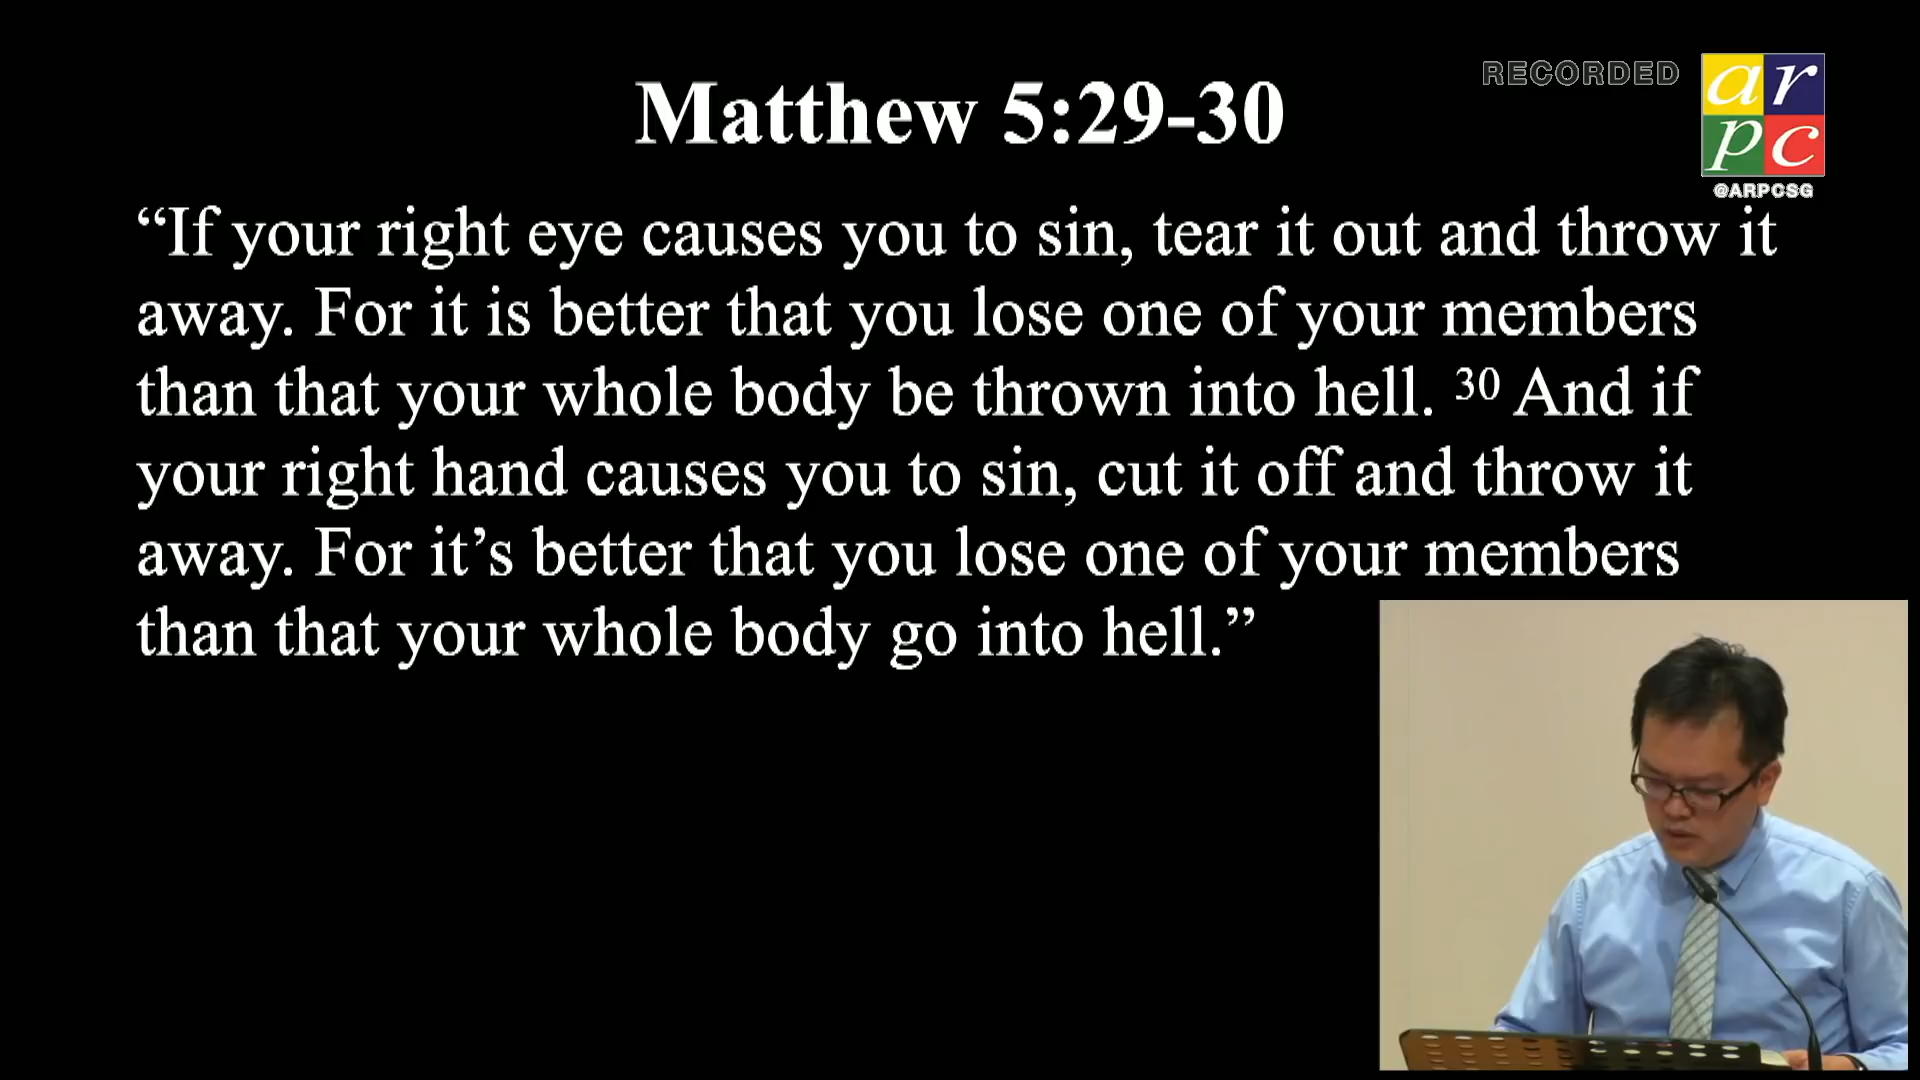 RECORDED
ar
pc
@ARPCSG
Matthew 5:29-30
“If your right eye causes you to sin, tear it out and throw it
away. For it is better that you lose one of your members
than that your whole body be thrown into hell. ³⁰ And if
your right hand causes you to sin, cut it off and throw it
away. For it’s better that you lose one of your members
than that your whole body go into hell.”